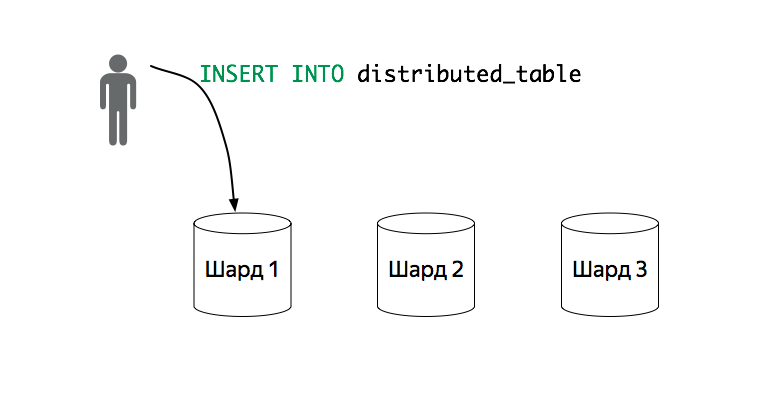 INSERT INTO distributed_table
Шард 1
Шард 2
Шард 3